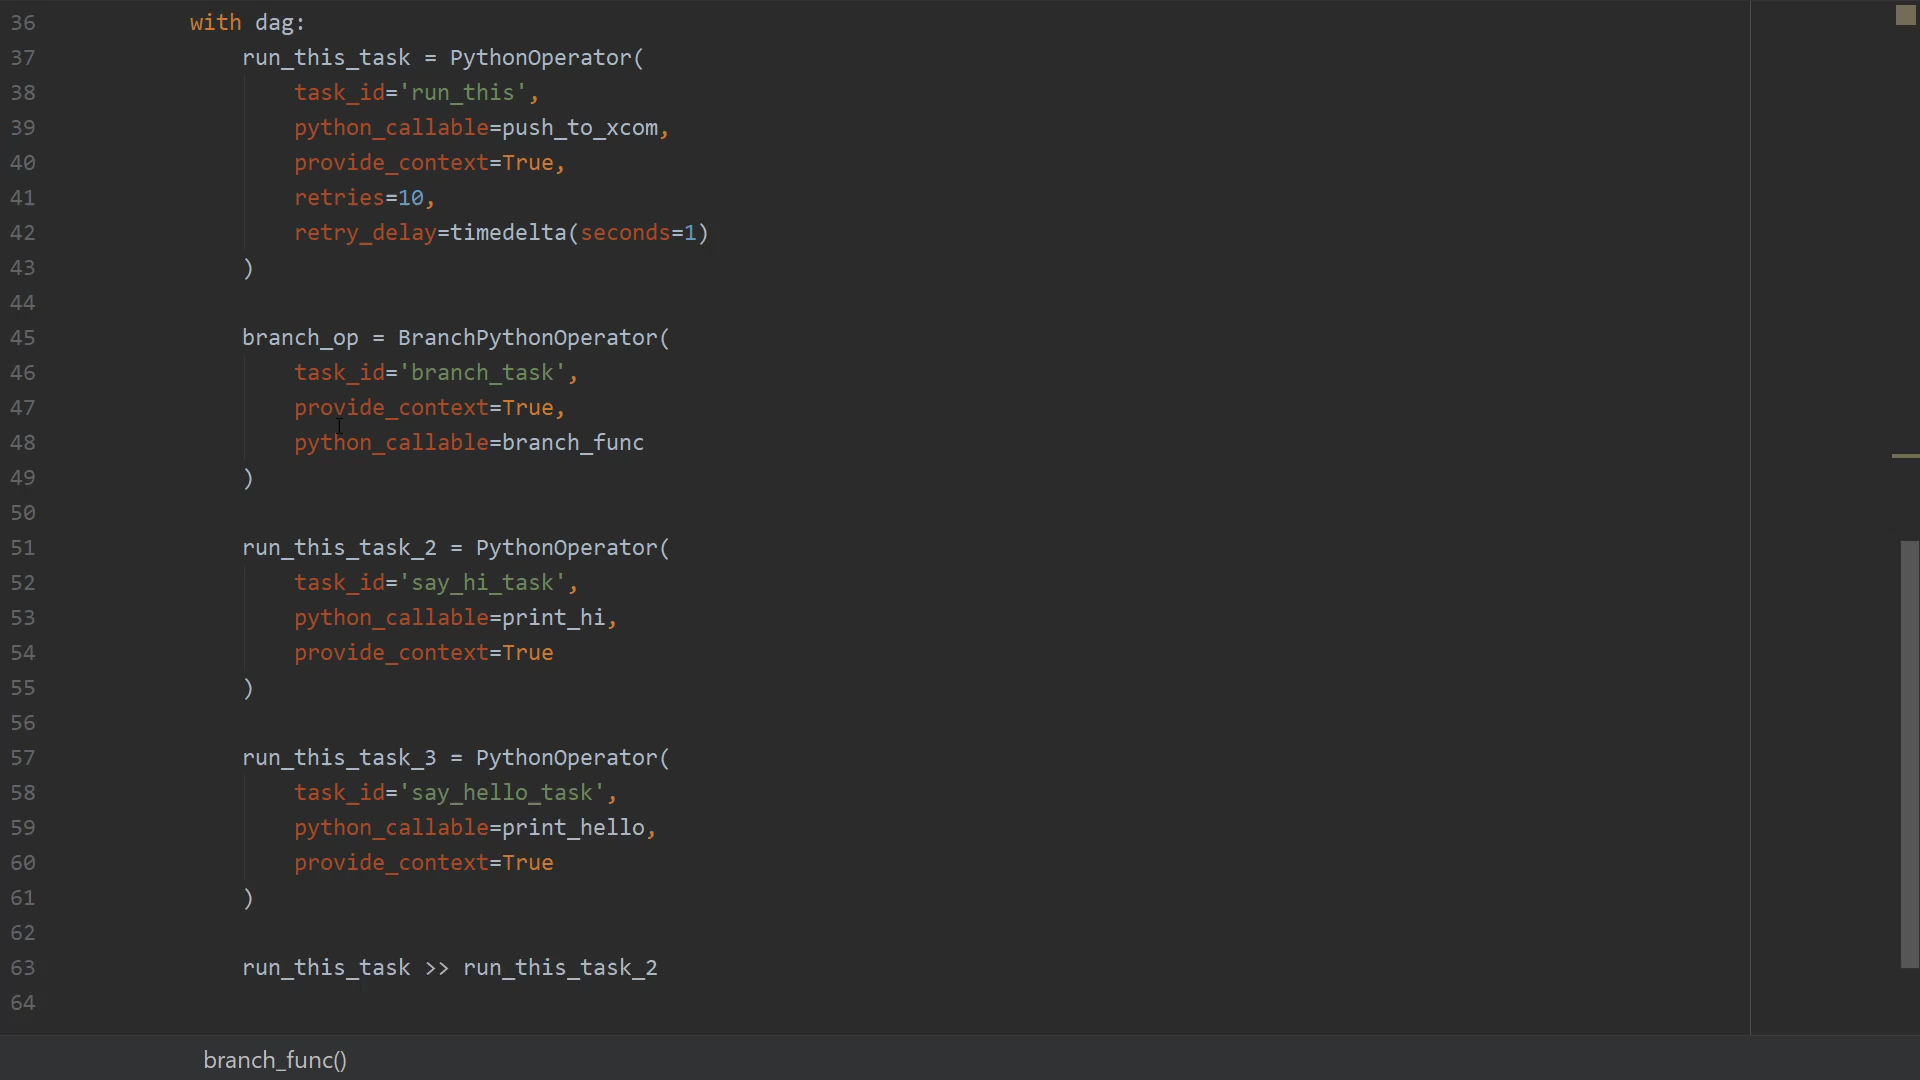 36 with dag:
37 run_this_task = PythonOperator(
38 task_id='run_this',
39 python_callable=push_to_xcom,
40 provide_context=True,
41 retries=10,
42 retry_delay=timedelta(seconds=1)
43 )
44
45 branch_op = BranchPythonOperator(
46 task_id='branch_task',
47 provide_context=True,
48 python_callable=branch_func
49 )
50
51 run_this_task_2 = PythonOperator(
52 task_id='say_hi_task',
53 python_callable=print_hi,
54 provide_context=True
55 )
56
57 run_this_task_3 = PythonOperator(
58 task_id='say_hello_task',
59 python_callable=print_hello,
60 provide_context=True
61 )
62
63 run_this_task >> run_this_task_2
64
branch_func()